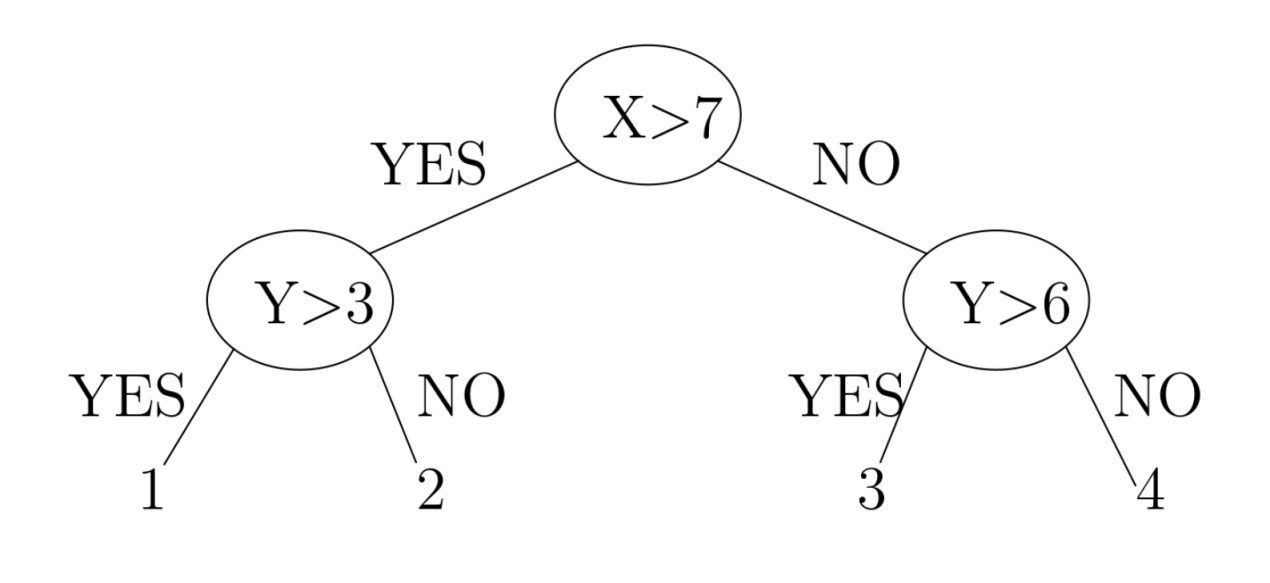 X>7
YES
NO
Y>3
Y>6
YES
NO
YES
NO
1
2
3
4